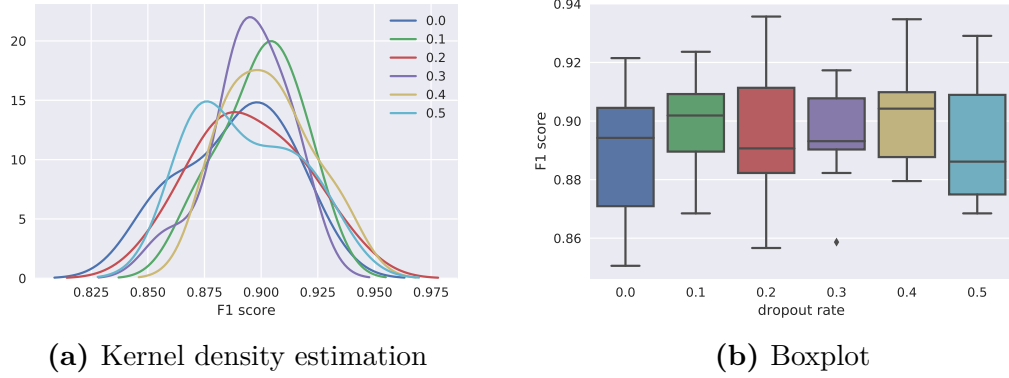 20
15
10
5
0
0.825 0.850 0.875 0.900 0.925 0.950 0.975
F1 score
0.0
0.1
0.2
0.3
0.4
0.5
(a) Kernel density estimation
0.94
0.92
0.90
0.88
0.86
F1 score
0.0 0.1 0.2 0.3 0.4 0.5
dropout rate
(b) Boxplot